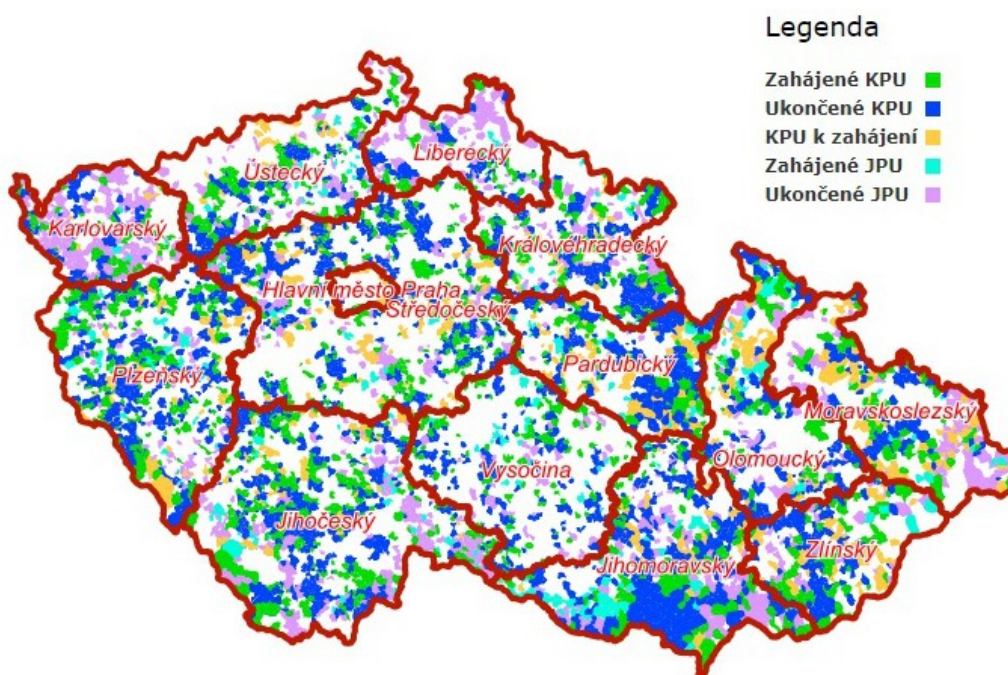 Legenda
Zahájené KPU
Ukončené KPU
KPU k zahájení
Zahájené JPU
Ukončené JPU
Liberecký
Ústecký
Karlovarský
Královéhradecký
Hlavní město Praha
Středočeský
Pardubický
Plzeňský
Moravskoslezský
Olomoucký
Vysočina
Jihočeský
Zlínský
Jihomoravský